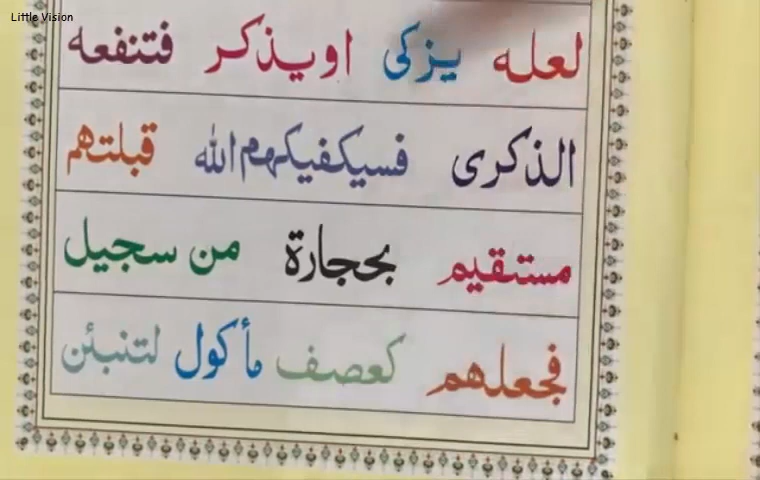 Little Vision
لعله يزكى اويذكر فتنفعه
الذكرى فسيكفيكهم الله قبلتهم
مستقيم بحجارة من سجيل
فجعلهم كعصف مأكول لتنبئن